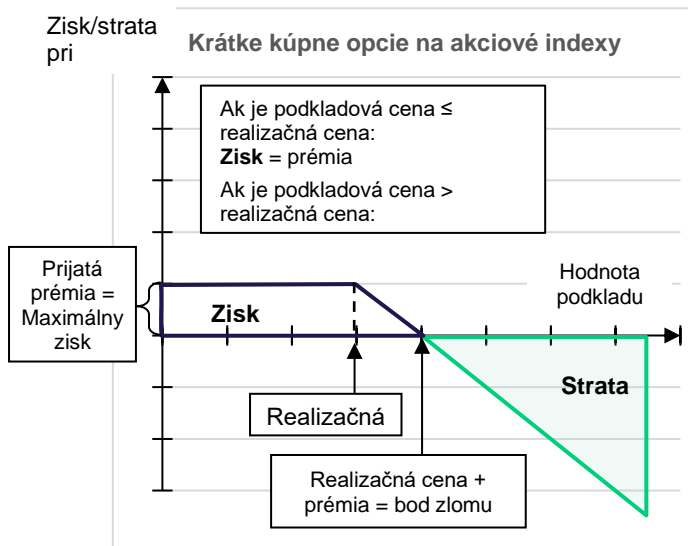 Zisk/strata
pri
Krátke kúpne opcie na akciové indexy
Ak je podkladová cena ≤
realizačná cena:
Zisk = prémia
Ak je podkladová cena >
realizačná cena:
Prijatá
prémia =
Maximálny
zisk
Zisk
Hodnota
podkladu
Strata
Realizačná
Realizačná cena +
prémia = bod zlomu